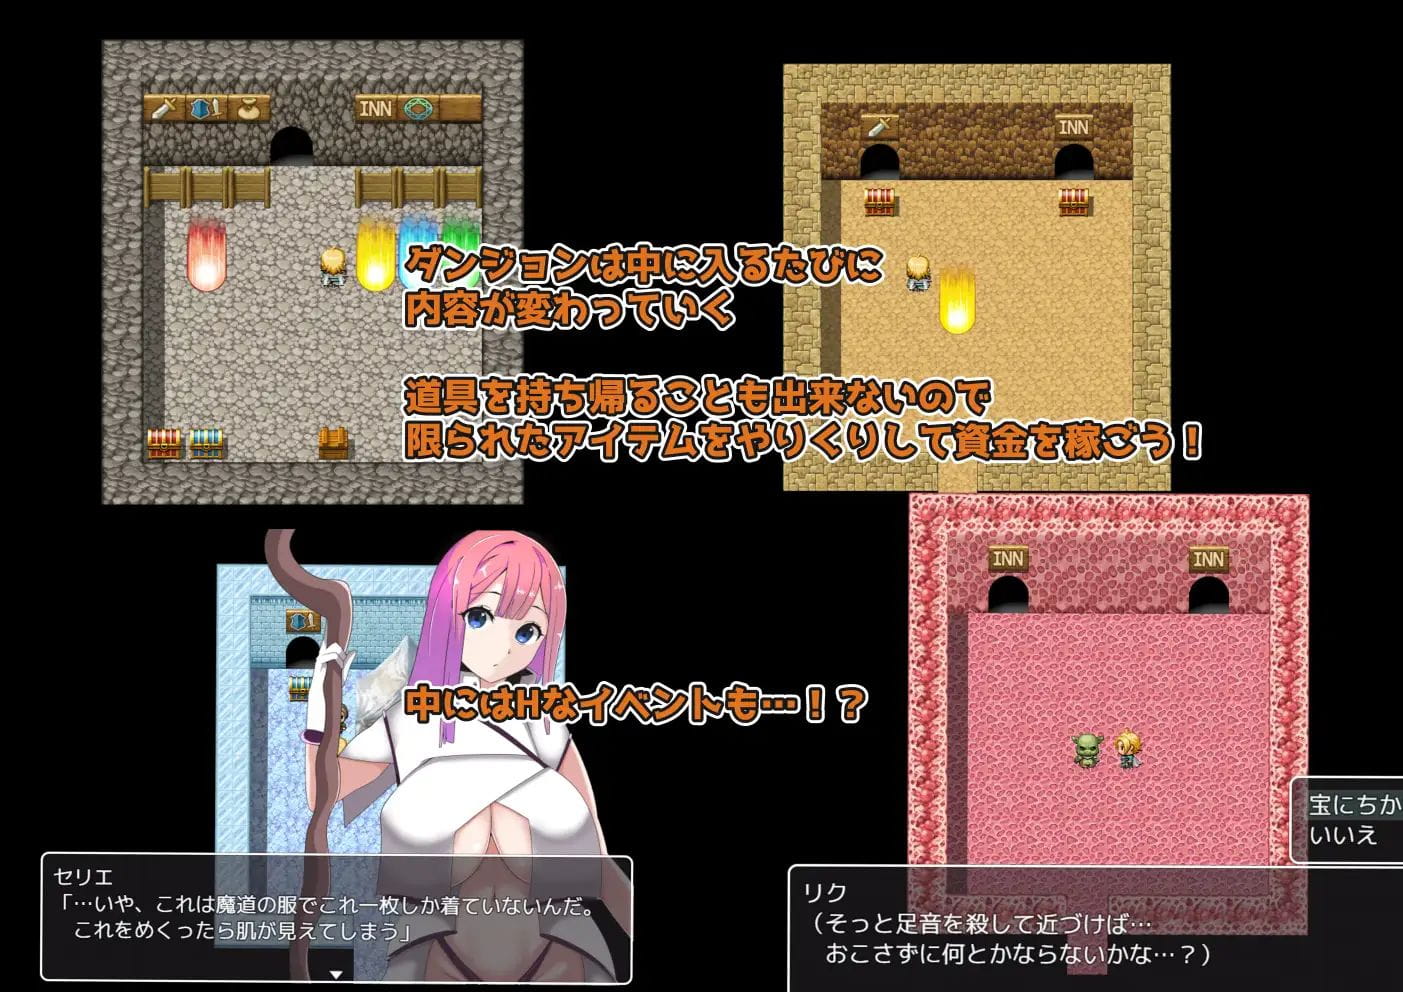 INN
INN
ダンジョンは中に入るたびに
内容が変わっていく
道具を持ち帰ることも出来ないので
限られたアイテムをやりくりして資金を稼ごう！
INN
INN
中にはHなイベントも…！？
宝にちか
いいえ
セリエ
「…いや、これは魔道の服でこれ一枚しか着ていないんだ。
これをめくったら肌が見えてしまう」
リク
（そっと足音を殺して近づけば…
おこさずに何とかならないかな…？）